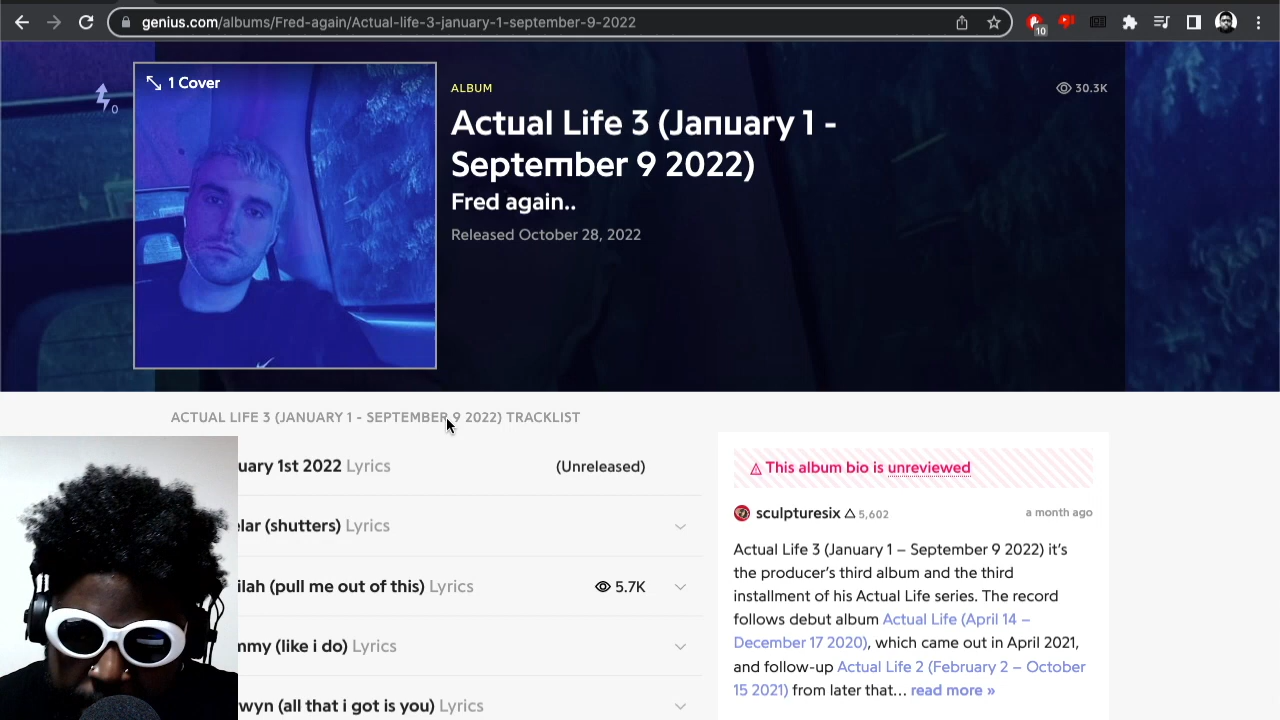 genius.com/albums/Fred-again/Actual-life-3-january-1-september-9-2022
10
1 Cover
0
ALBUM
30.3K
Actual Life 3 (January 1 -
September 9 2022)
Fred again..
Released October 28, 2022
ACTUAL LIFE 3 (JANUARY 1 - SEPTEMBER 9 2022) TRACKLIST
uary 1st 2022 Lyrics (Unreleased)
elar (shutters) Lyrics
ilah (pull me out of this) Lyrics 5.7K
mmy (like i do) Lyrics
wyn (all that i got is you) Lyrics
This album bio is unreviewed
sculpturesix 5,602 a month ago
Actual Life 3 (January 1 – September 9 2022) it’s
the producer’s third album and the third
installment of his Actual Life series. The record
follows debut album Actual Life (April 14 –
December 17 2020), which came out in April 2021,
and follow-up Actual Life 2 (February 2 – October
15 2021) from later that… read more »